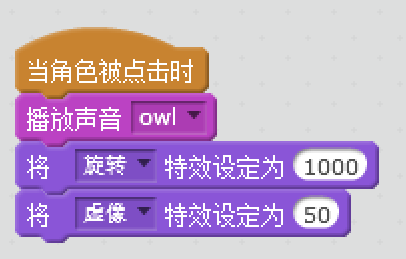 当角色被点击时
播放声音 owl
将 旋转 特效设定为 1000
将 虚像 特效设定为 50